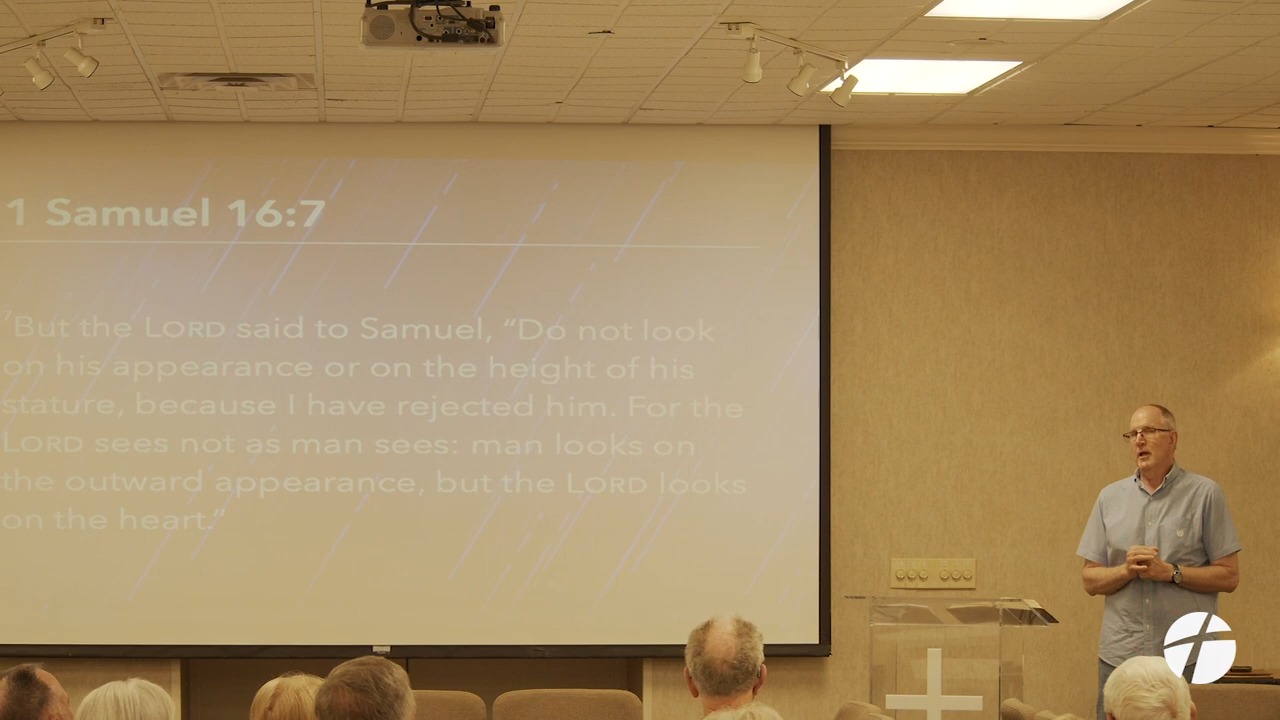 1 Samuel 16:7
7But the LORD said to Samuel, “Do not look
on his appearance or on the height of his
stature, because I have rejected him. For the
LORD sees not as man sees: man looks on
the outward appearance, but the LORD looks
on the heart.”